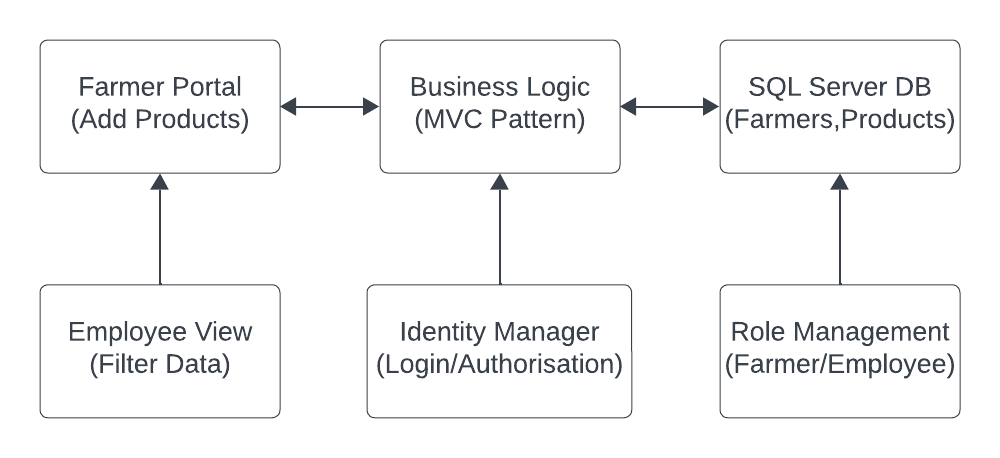 Farmer Portal
(Add Products)
Business Logic
(MVC Pattern)
SQL Server DB
(Farmers,Products)
Employee View
(Filter Data)
Identity Manager
(Login/Authorisation)
Role Management
(Farmer/Employee)